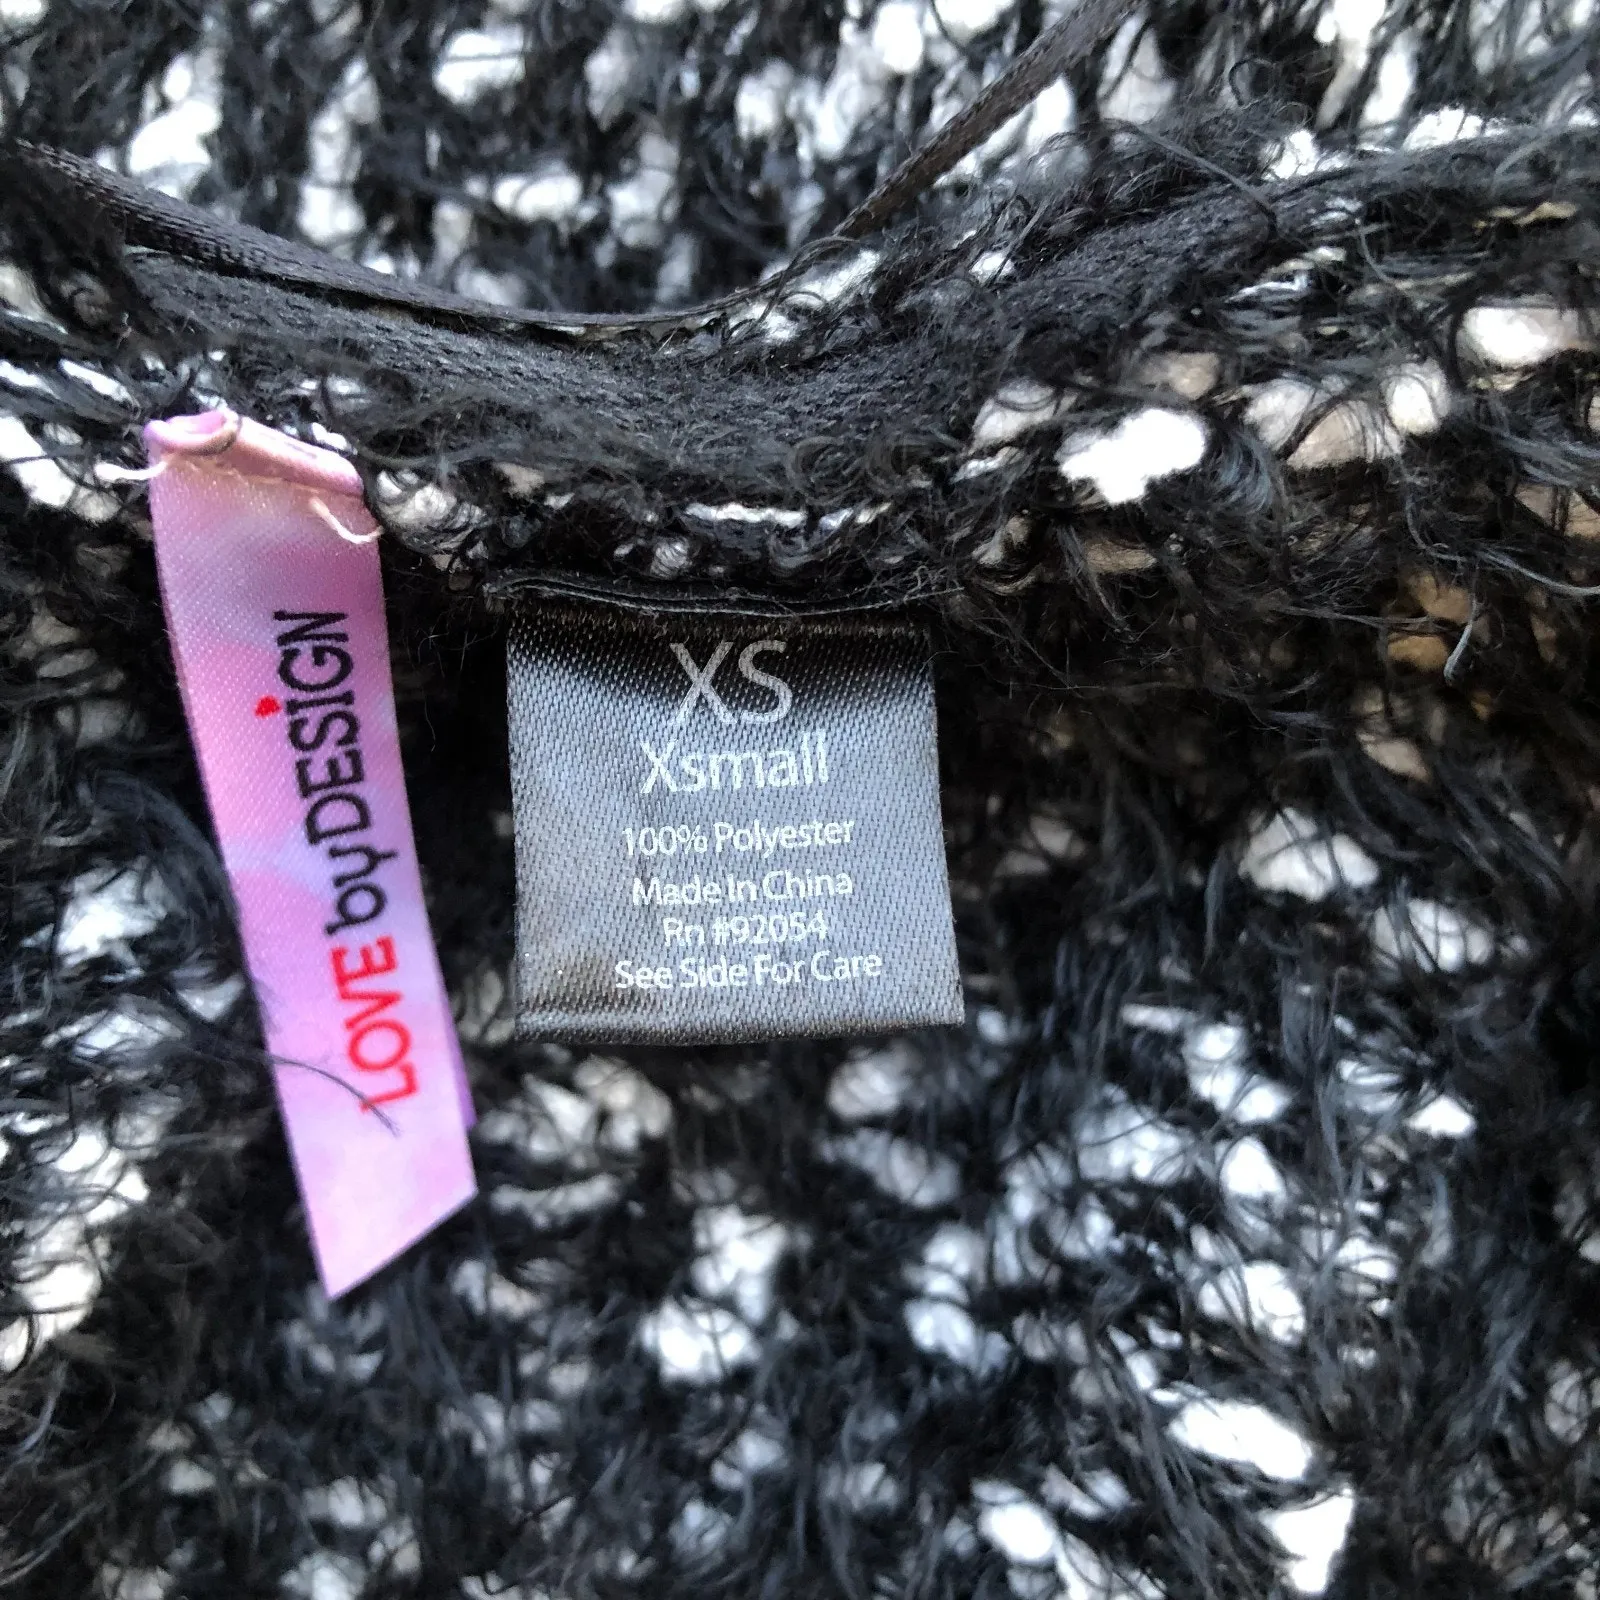 LOVE byDESIGN
XS
Xsmall
100% Polyester
Made In China
Rn #92054
See Side For Care